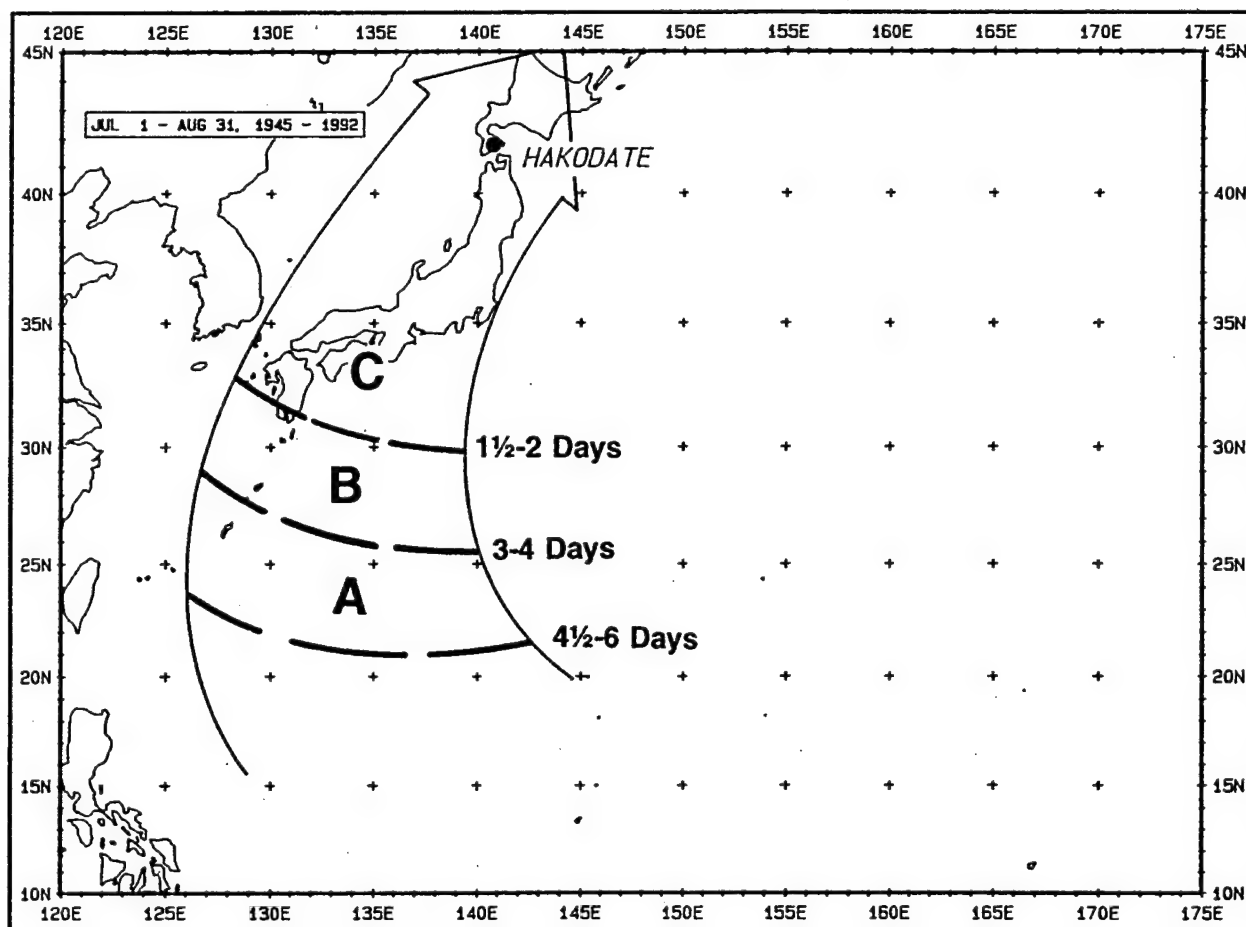 120E 125E 130E 135E 140E 145E 150E 155E 160E 165E 170E 175E
45N 45N
JUL 1 - AUG 31, 1945 - 1992
HAKODATE
40N 40N
35N 35N
C
30N 1½-2 Days 30N
B
3-4 Days
25N 25N
A
4½-6 Days
20N 20N
15N 15N
10N 10N
120E 125E 130E 135E 140E 145E 150E 155E 160E 165E 170E 175E